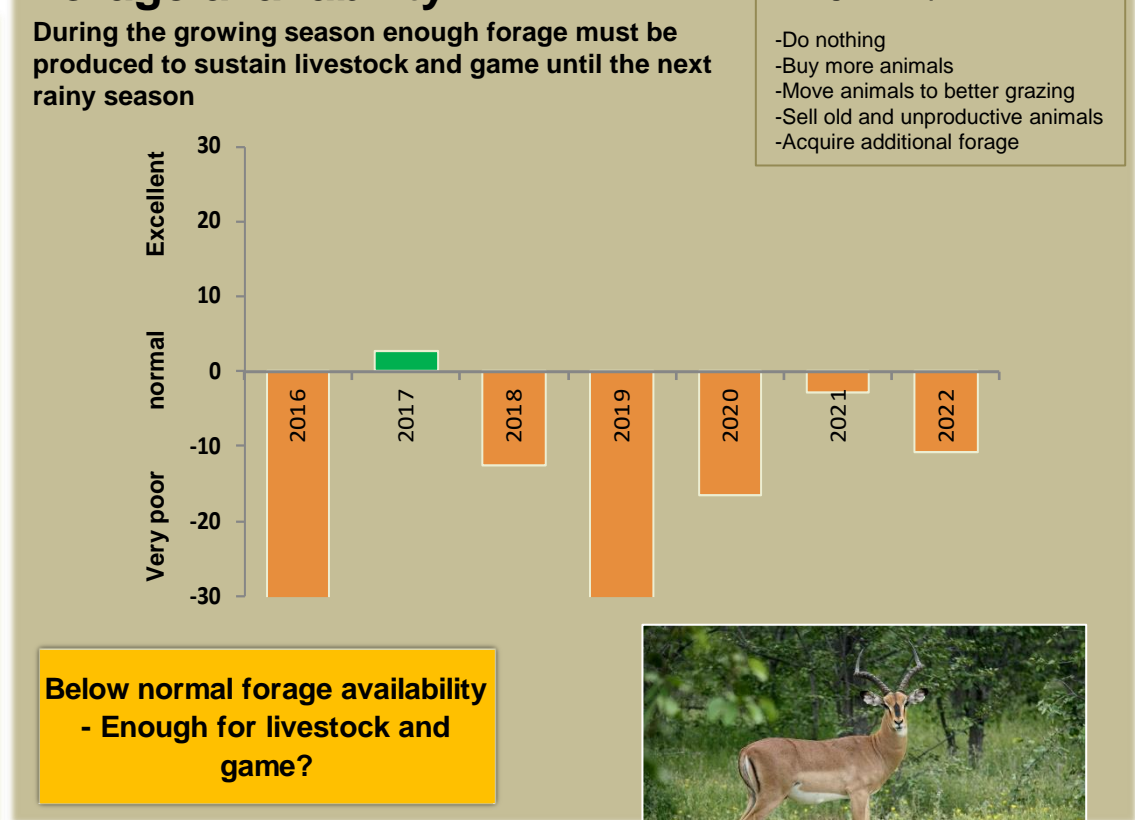 During the growing season enough forage must be
produced to sustain livestock and game until the next
rainy season
-Do nothing
-Buy more animals
-Move animals to better grazing
-Sell old and unproductive animals
-Acquire additional forage
Excellent
normal
Very poor
30
20
10
0
-10
-20
-30
2016
2017
2018
2019
2020
2021
2022
Below normal forage availability
- Enough for livestock and
game?